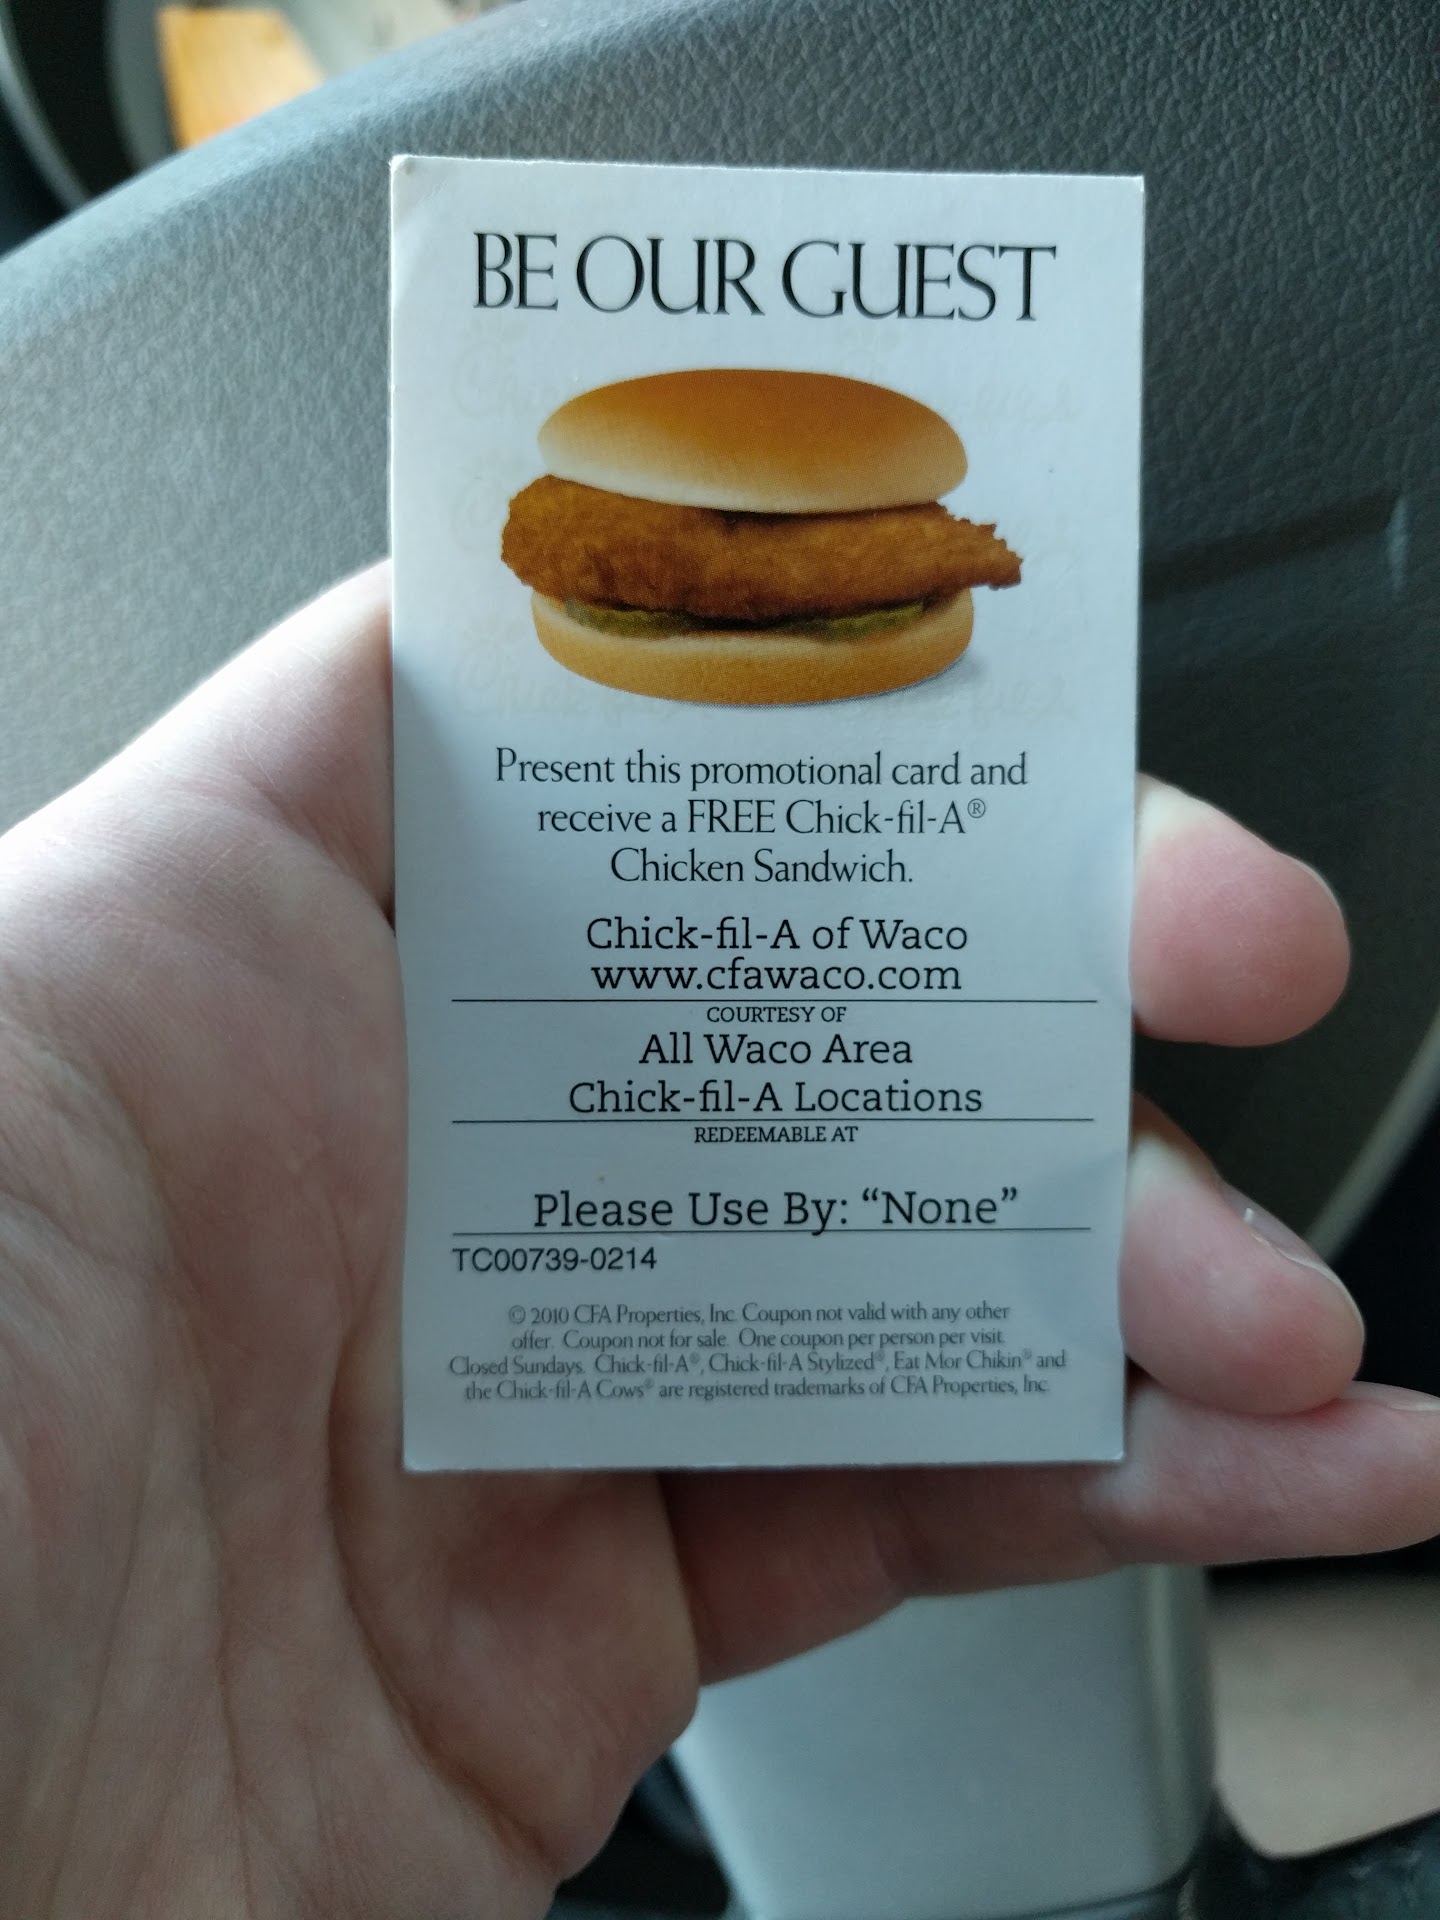 BE OUR GUEST
Present this promotional card and
receive a FREE Chick-fil-A®
Chicken Sandwich.
Chick-fil-A of Waco
www.cfawaco.com
COURTESY OF
All Waco Area
Chick-fil-A Locations
REDEEMABLE AT
Please Use By: “None”
TC00739-0214
© 2010 CFA Properties, Inc. Coupon not valid with any other
offer. Coupon not for sale. One coupon per person per visit.
Closed Sundays. Chick-fil-A®, Chick-fil-A Stylized®, Eat Mor Chikin® and
the Chick-fil-A Cows® are registered trademarks of CFA Properties, Inc.